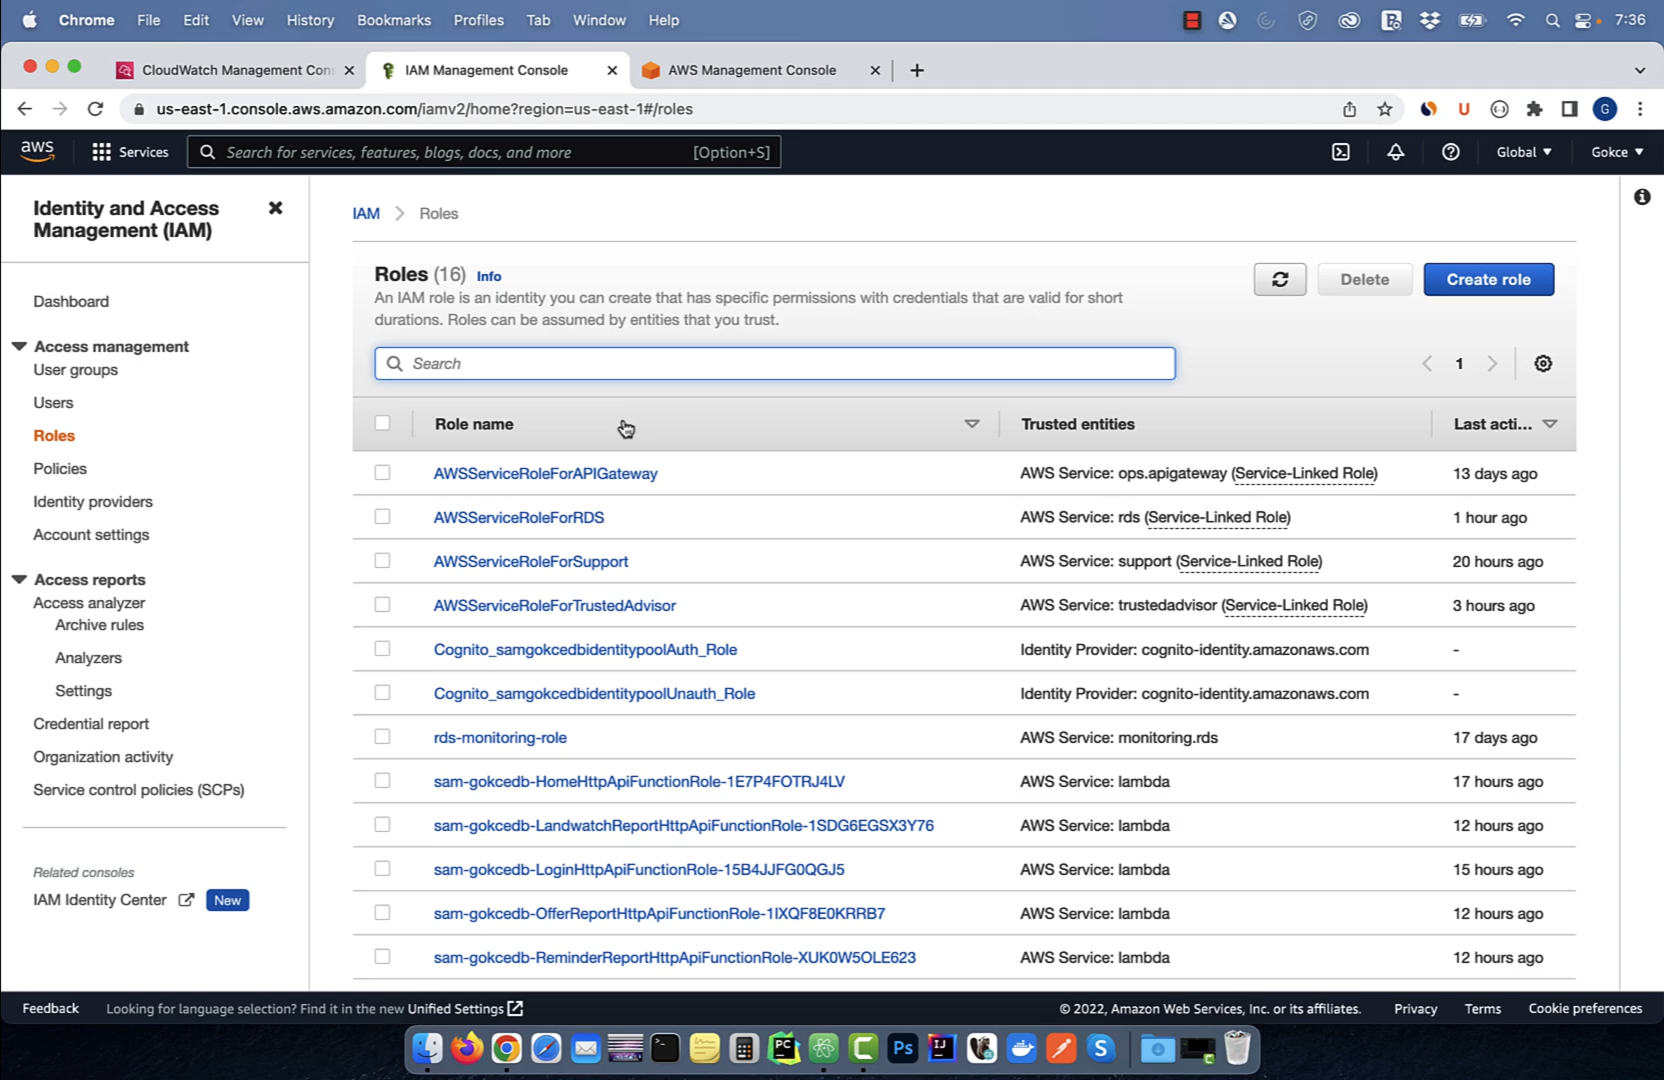 Chrome File Edit View History Bookmarks Profiles Tab Window Help 7:36
CloudWatch Management Con IAM Management Console AWS Management Console
us-east-1.console.aws.amazon.com/iamv2/home?region=us-east-1#/roles G
aws Services Search for services, features, blogs, docs, and more [Option+S] Global Gokce
Identity and Access
Management (IAM)
Dashboard
Access management
User groups
Users
Roles
Policies
Identity providers
Account settings
Access reports
Access analyzer
Archive rules
Analyzers
Settings
Credential report
Organization activity
Service control policies (SCPs)
Related consoles
IAM Identity Center New
IAM > Roles
Roles (16) Info
An IAM role is an identity you can create that has specific permissions with credentials that are valid for short
durations. Roles can be assumed by entities that you trust.
Delete Create role
Search 1
Role name Trusted entities Last acti...
AWSServiceRoleForAPIGateway AWS Service: ops.apigateway (Service-Linked Role) 13 days ago
AWSServiceRoleForRDS AWS Service: rds (Service-Linked Role) 1 hour ago
AWSServiceRoleForSupport AWS Service: support (Service-Linked Role) 20 hours ago
AWSServiceRoleForTrustedAdvisor AWS Service: trustedadvisor (Service-Linked Role) 3 hours ago
Cognito_samgokcedbidentitypoolAuth_Role Identity Provider: cognito-identity.amazonaws.com -
Cognito_samgokcedbidentitypoolUnauth_Role Identity Provider: cognito-identity.amazonaws.com -
rds-monitoring-role AWS Service: monitoring.rds 17 days ago
sam-gokcedb-HomeHttpApiFunctionRole-1E7P4FOTRJ4LV AWS Service: lambda 17 hours ago
sam-gokcedb-LandwatchReportHttpApiFunctionRole-1SDG6EGSX3Y76 AWS Service: lambda 12 hours ago
sam-gokcedb-LoginHttpApiFunctionRole-15B4JJFG0QGJ5 AWS Service: lambda 15 hours ago
sam-gokcedb-OfferReportHttpApiFunctionRole-1IXQF8E0KRRB7 AWS Service: lambda 12 hours ago
sam-gokcedb-ReminderReportHttpApiFunctionRole-XUK0W5OLE623 AWS Service: lambda 12 hours ago
Feedback Looking for language selection? Find it in the new Unified Settings © 2022, Amazon Web Services, Inc. or its affiliates. Privacy Terms Cookie preferences
PC C Ps IJ S